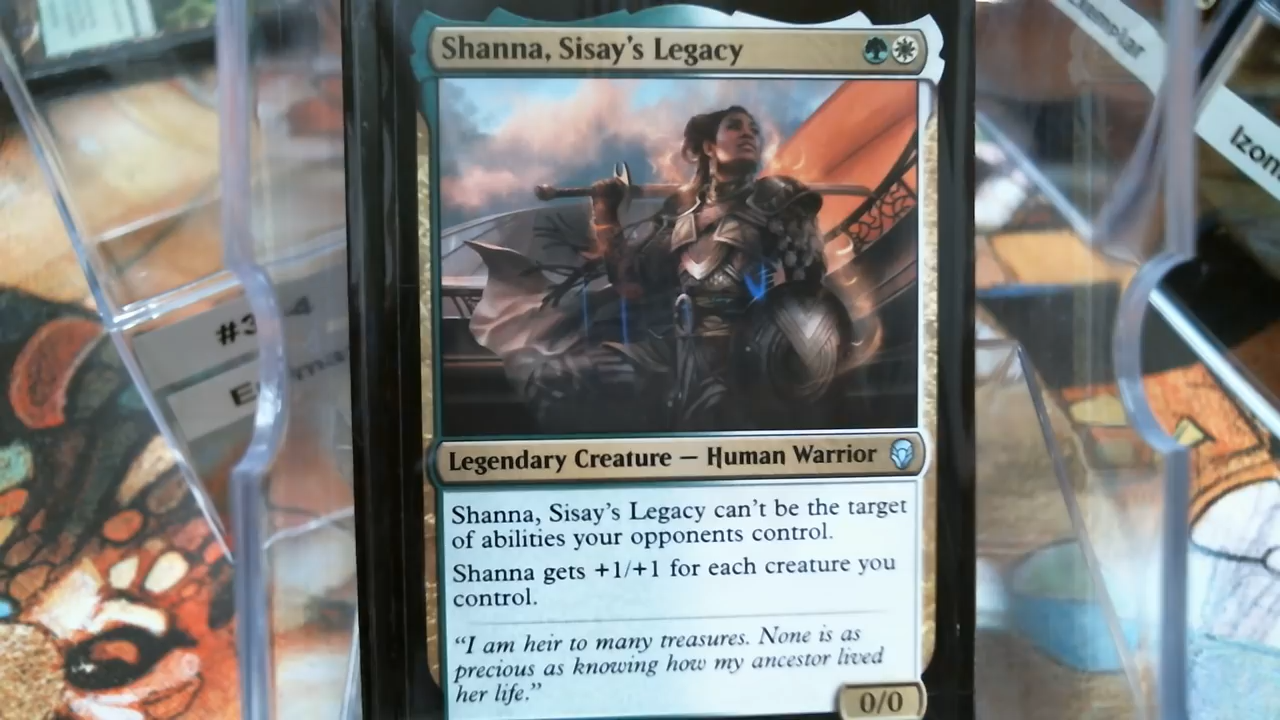 Shanna, Sisay's Legacy
Legendary Creature — Human Warrior
Shanna, Sisay's Legacy can't be the target
of abilities your opponents control.
Shanna gets +1/+1 for each creature you
control.
"I am heir to many treasures. None is as
precious as knowing how my ancestor lived
her life."
0/0